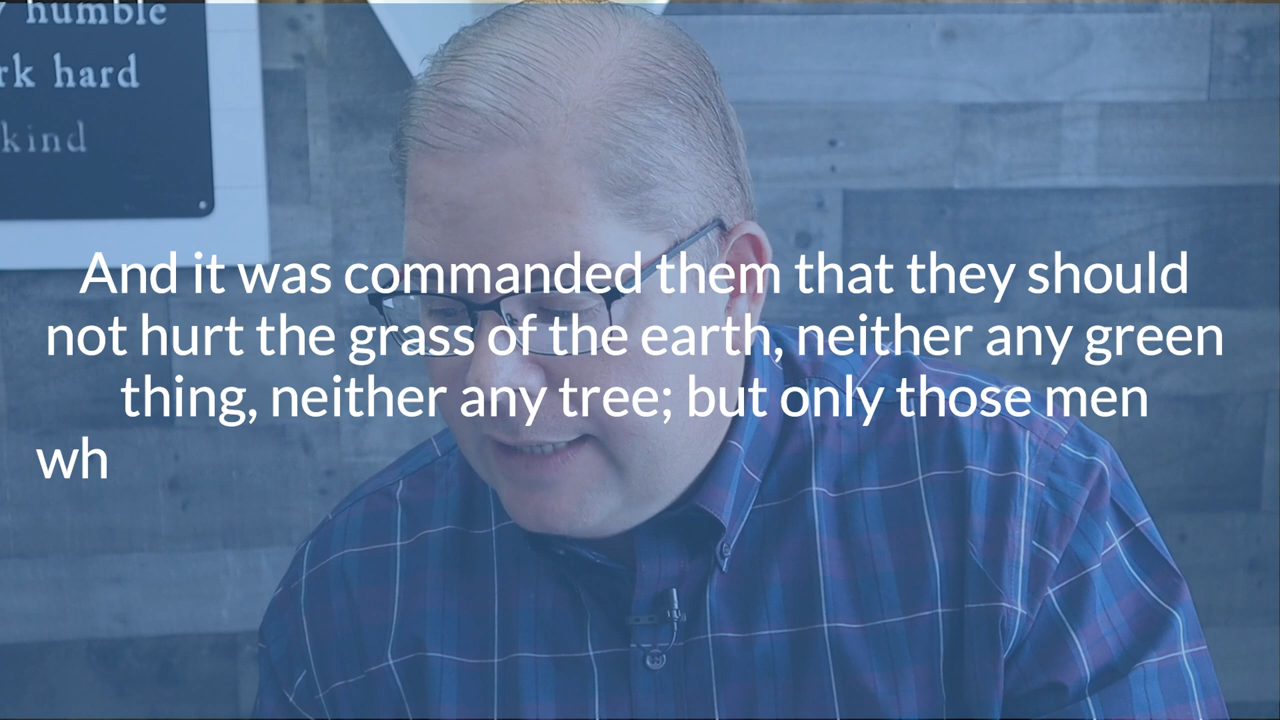 humble
rk hard
kind
And it was commanded them that they should
not hurt the grass of the earth, neither any green
thing, neither any tree; but only those men
wh